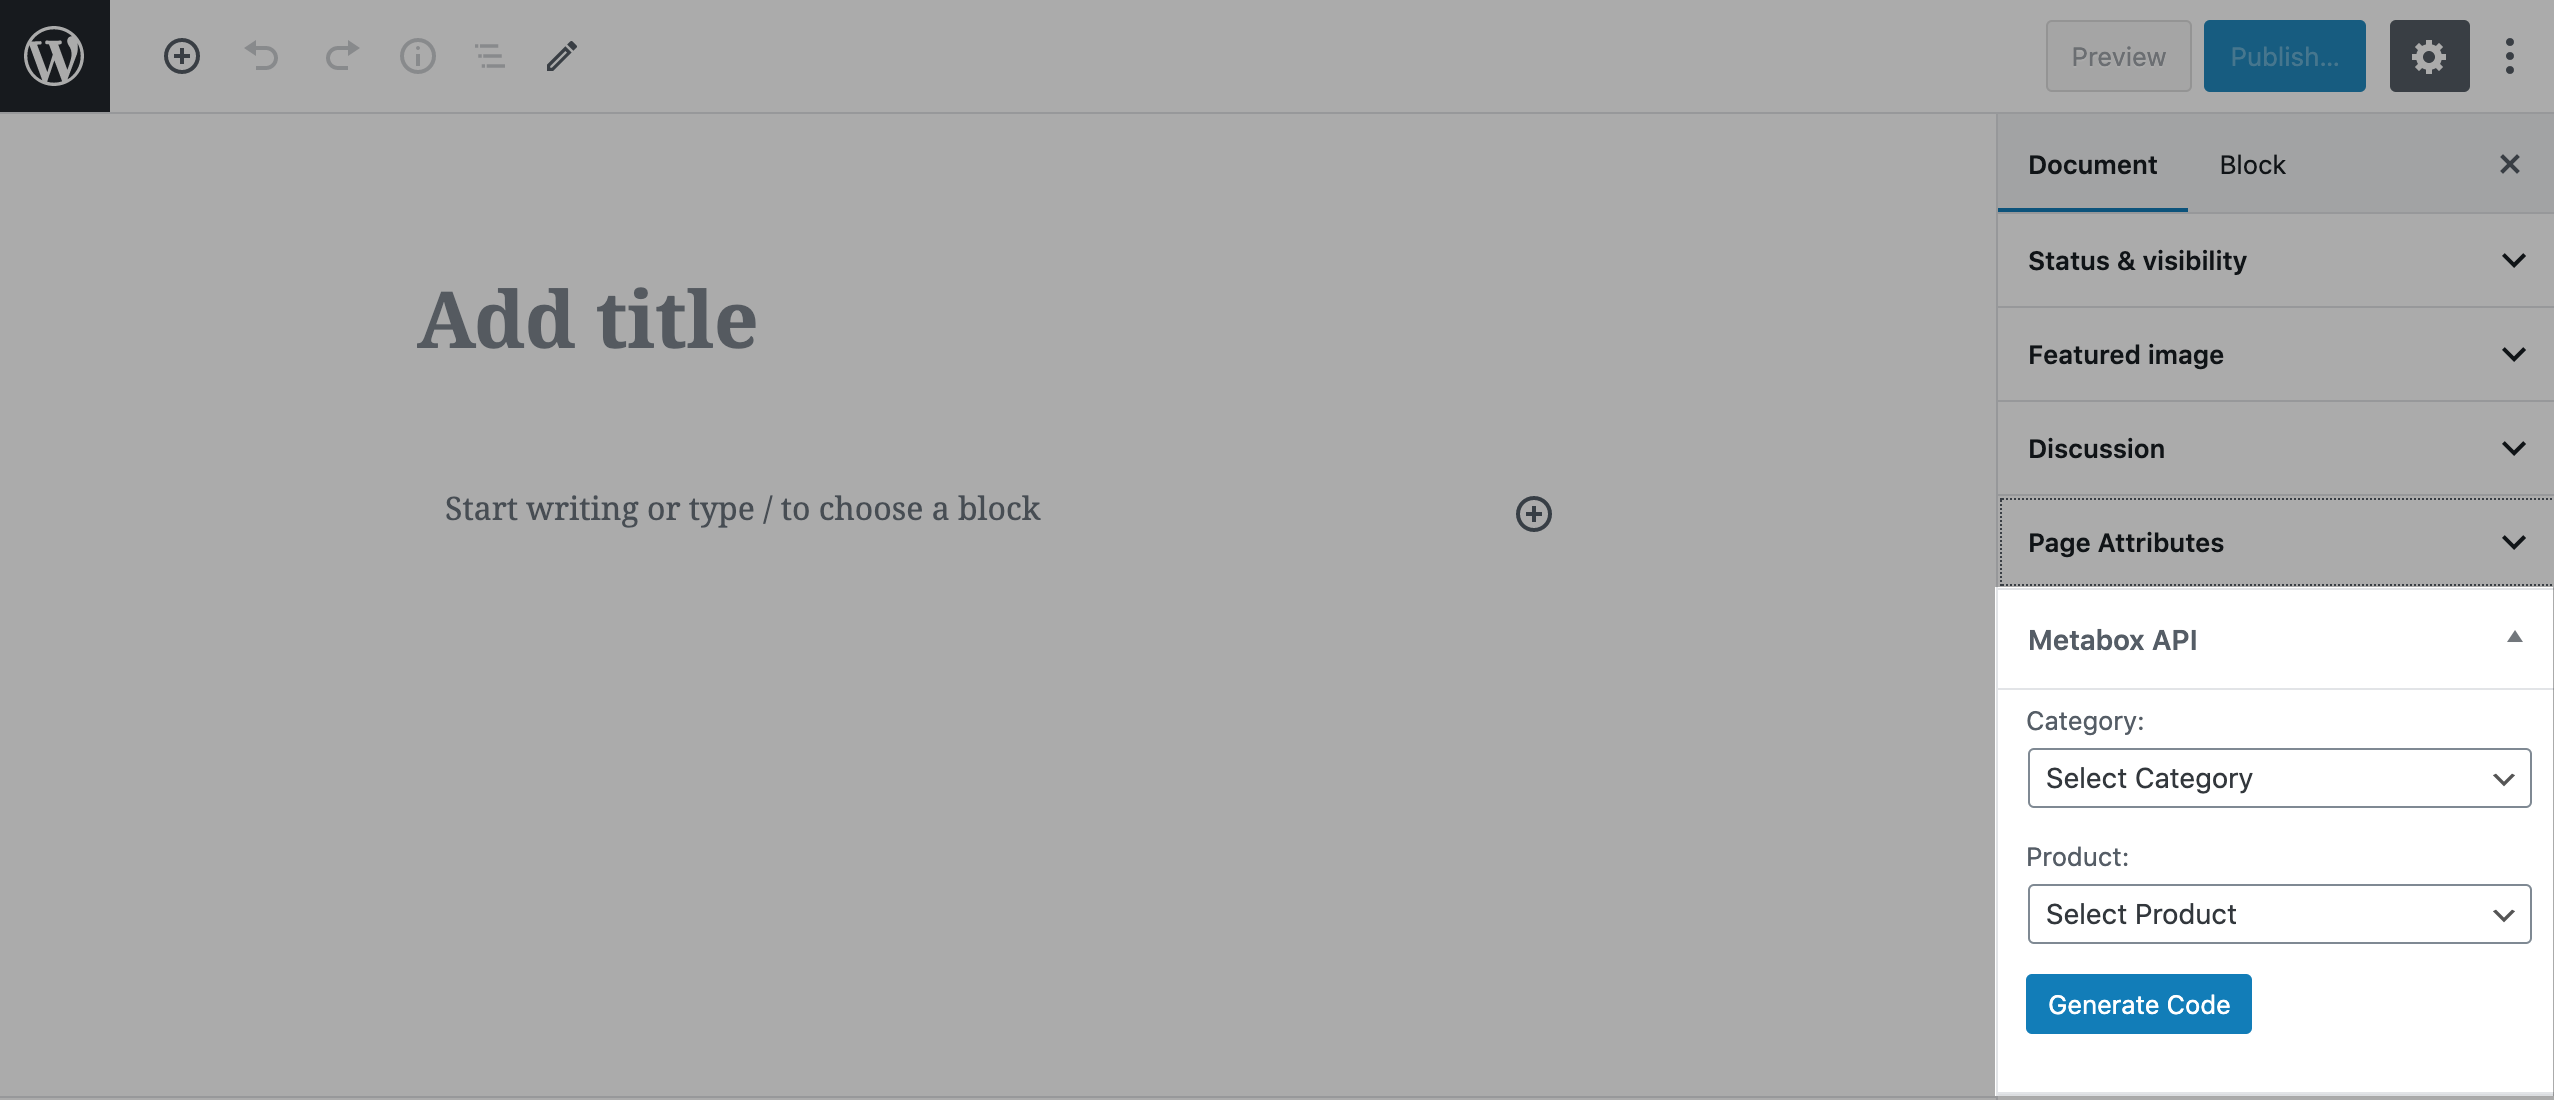 Preview
Publish...
Document
Block
Status & visibility
Add title
Featured image
Discussion
Start writing or type / to choose a block
Page Attributes
Metabox API
Category:
Select Category
Product:
Select Product
Generate Code